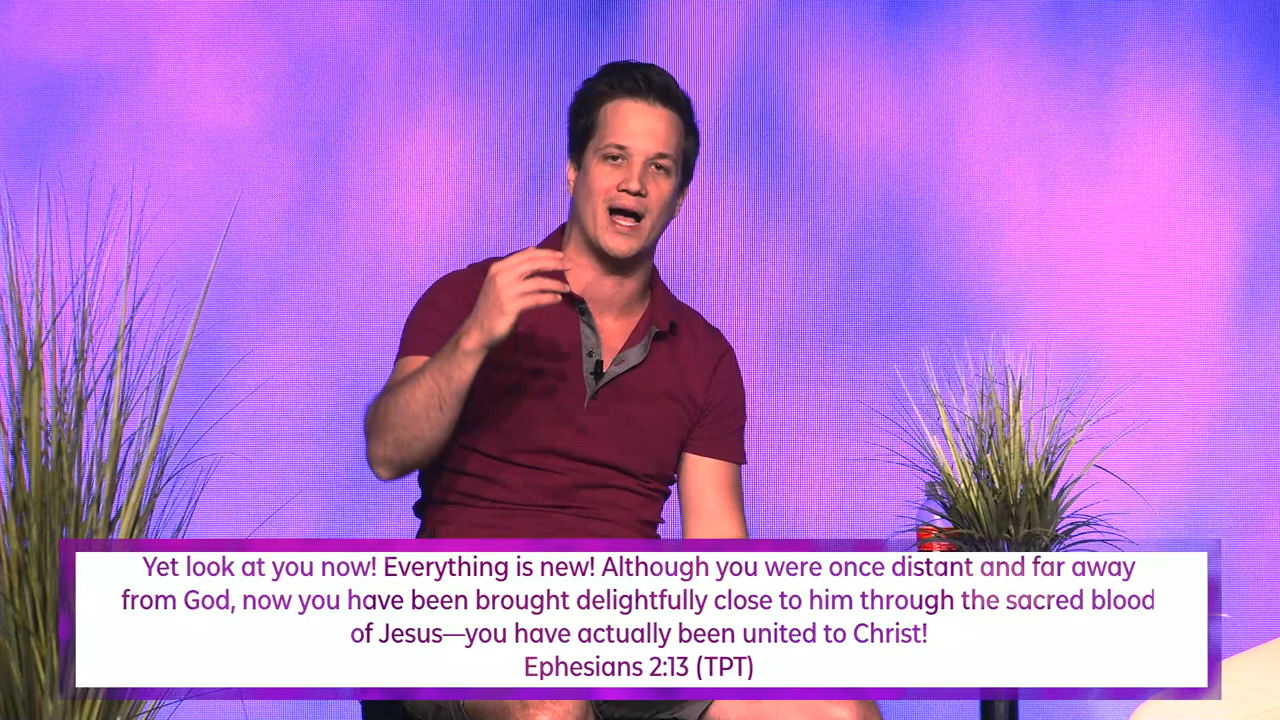 Yet look at you now! Everything is new! Although you were once distant and far away
from God, now you have been brought delightfully close to him through the sacred blood
of Jesus—you have actually been united to Christ!
Ephesians 2:13 (TPT)